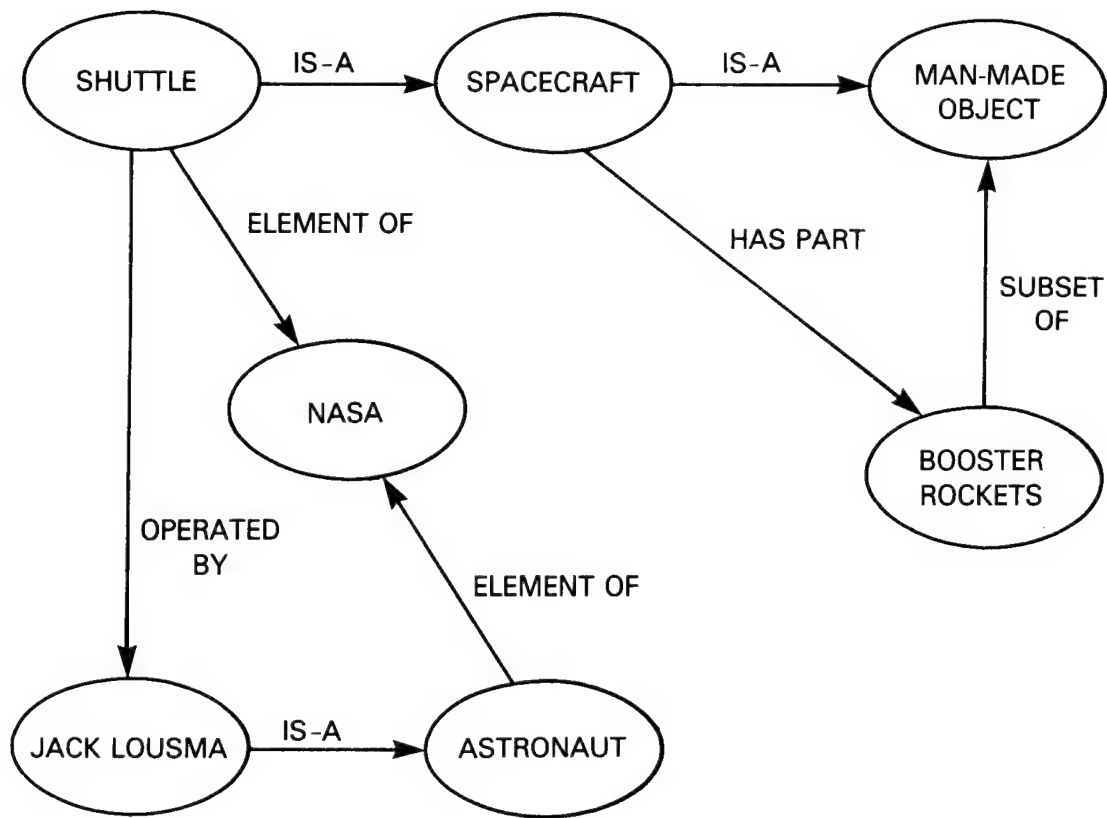 SHUTTLE
IS-A
SPACECRAFT
IS-A
MAN-MADE
OBJECT
ELEMENT OF
HAS PART
SUBSET
OF
NASA
BOOSTER
ROCKETS
OPERATED
BY
ELEMENT OF
JACK LOUSMA
IS-A
ASTRONAUT